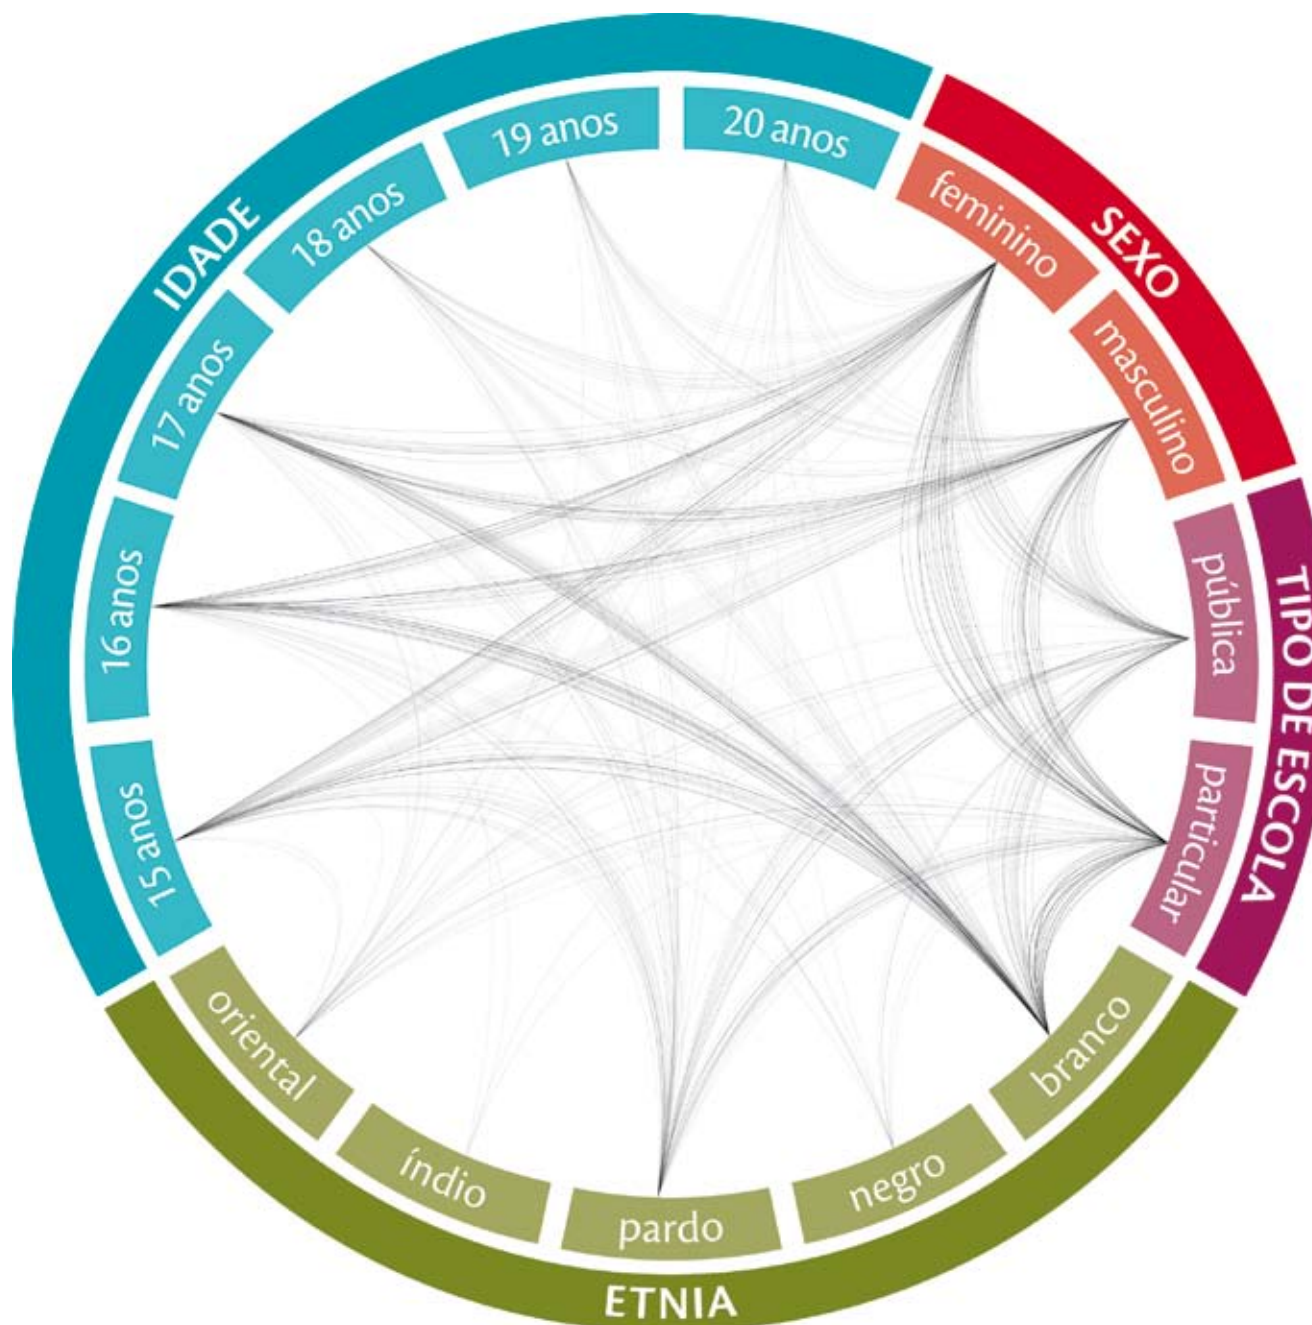 IDADE
15 anos
16 anos
17 anos
18 anos
19 anos
20 anos
SEXO
feminino
masculino
TIPO DE ESCOLA
pública
particular
ETNIA
branco
negro
pardo
índio
oriental